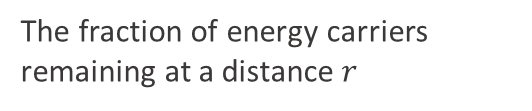 The fraction of energy carriers
remaining at a distance r